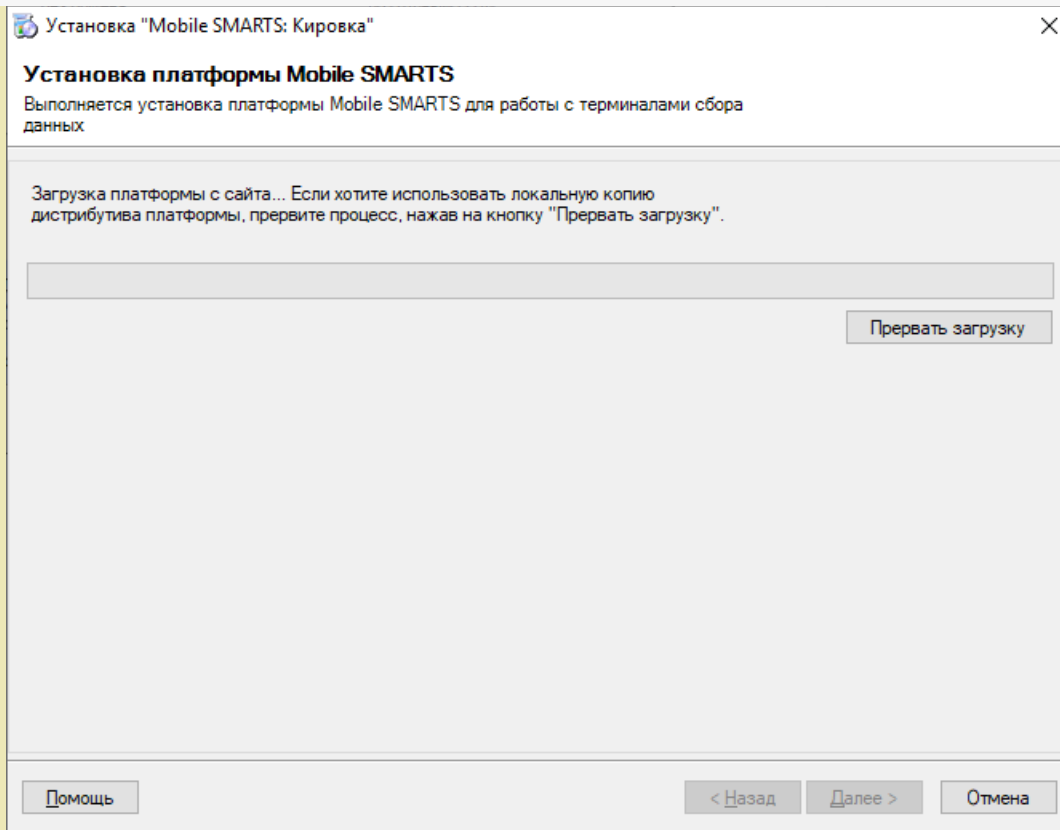 Установка "Mobile SMARTS: Кировка"
Установка платформы Mobile SMARTS
Выполняется установка платформы Mobile SMARTS для работы с терминалами сбора
данных
Загрузка платформы с сайта... Если хотите использовать локальную копию
дистрибутива платформы, прервите процесс, нажав на кнопку "Прервать загрузку".
Прервать загрузку
Помощь
< Назад
Далее >
Отмена